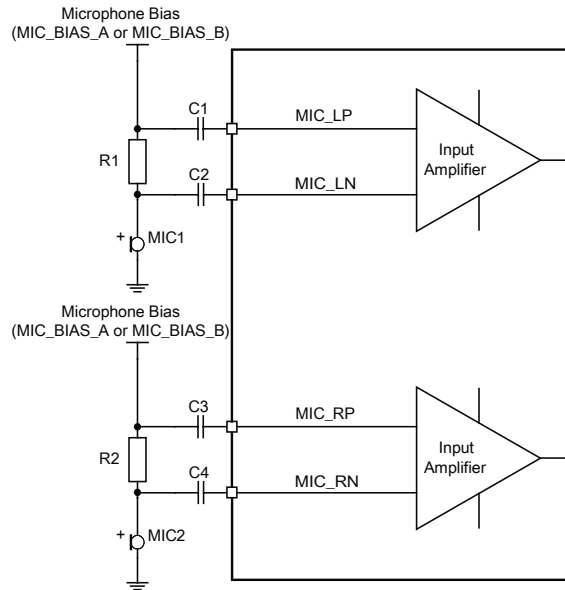 Microphone Bias
(MIC_BIAS_A or MIC_BIAS_B)
C1
MIC_LP
R1
Input
Amplifier
C2
MIC_LN
+
MIC1
Microphone Bias
(MIC_BIAS_A or MIC_BIAS_B)
C3
MIC_RP
R2
Input
Amplifier
C4
MIC_RN
+
MIC2